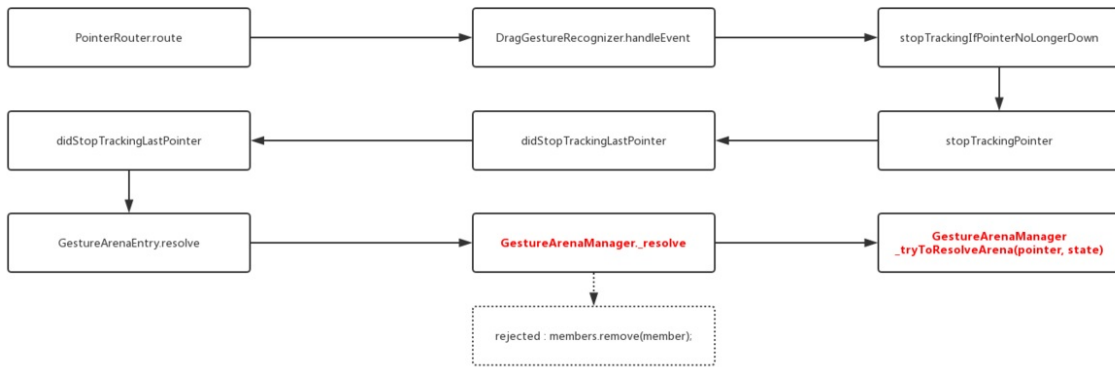 PointerRouter.route
DragGestureRecognizer.handleEvent
stopTrackingIfPointerNoLongerDown
stopTrackingPointer
didStopTrackingLastPointer
didStopTrackingLastPointer
GestureArenaEntry.resolve
GestureArenaManager._resolve
GestureArenaManager
_tryToResolveArena(pointer, state)
rejected : members.remove(member);